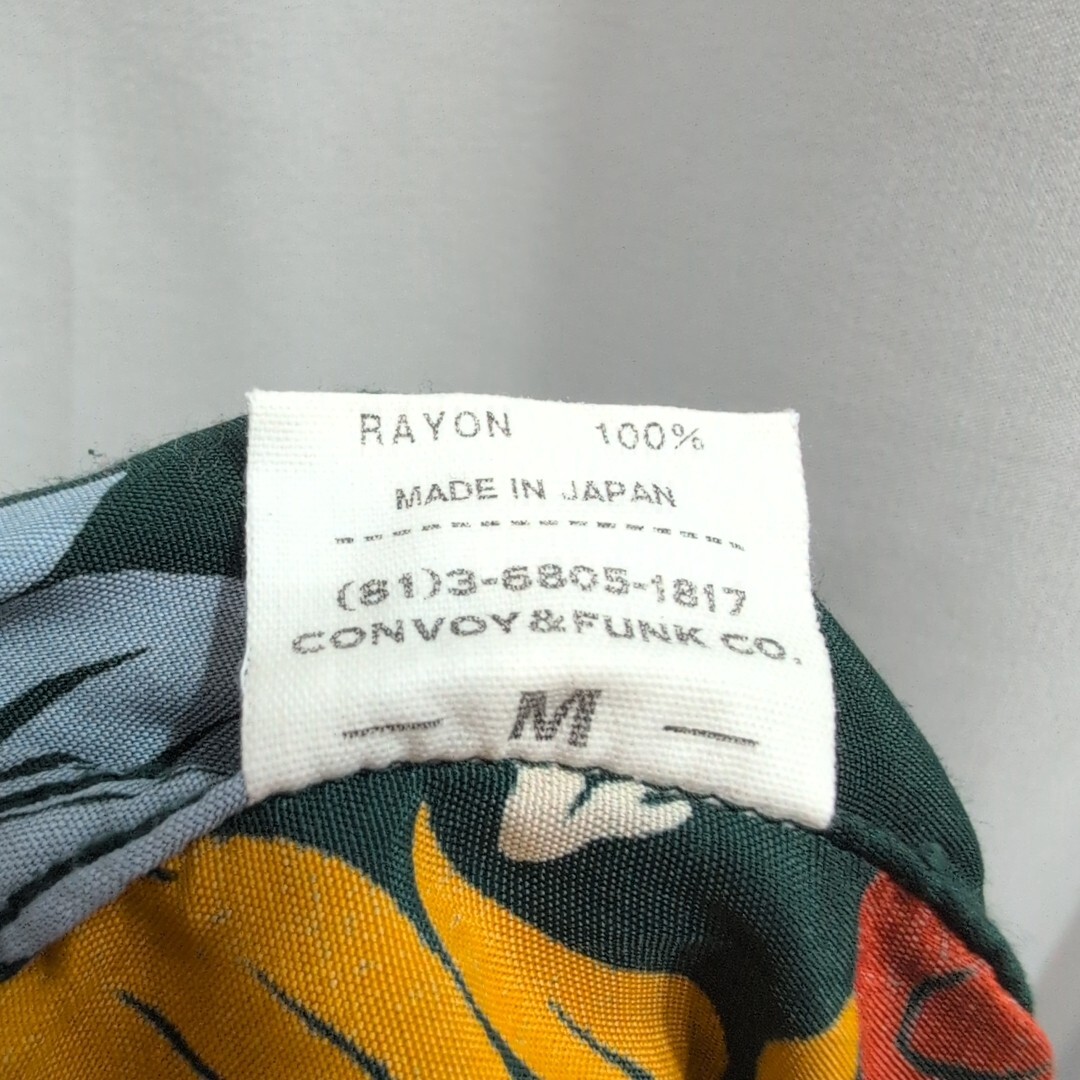 RAYON 100%
MADE IN JAPAN
(81)3-6805-1817
CONVOY&FUNK CO.
M